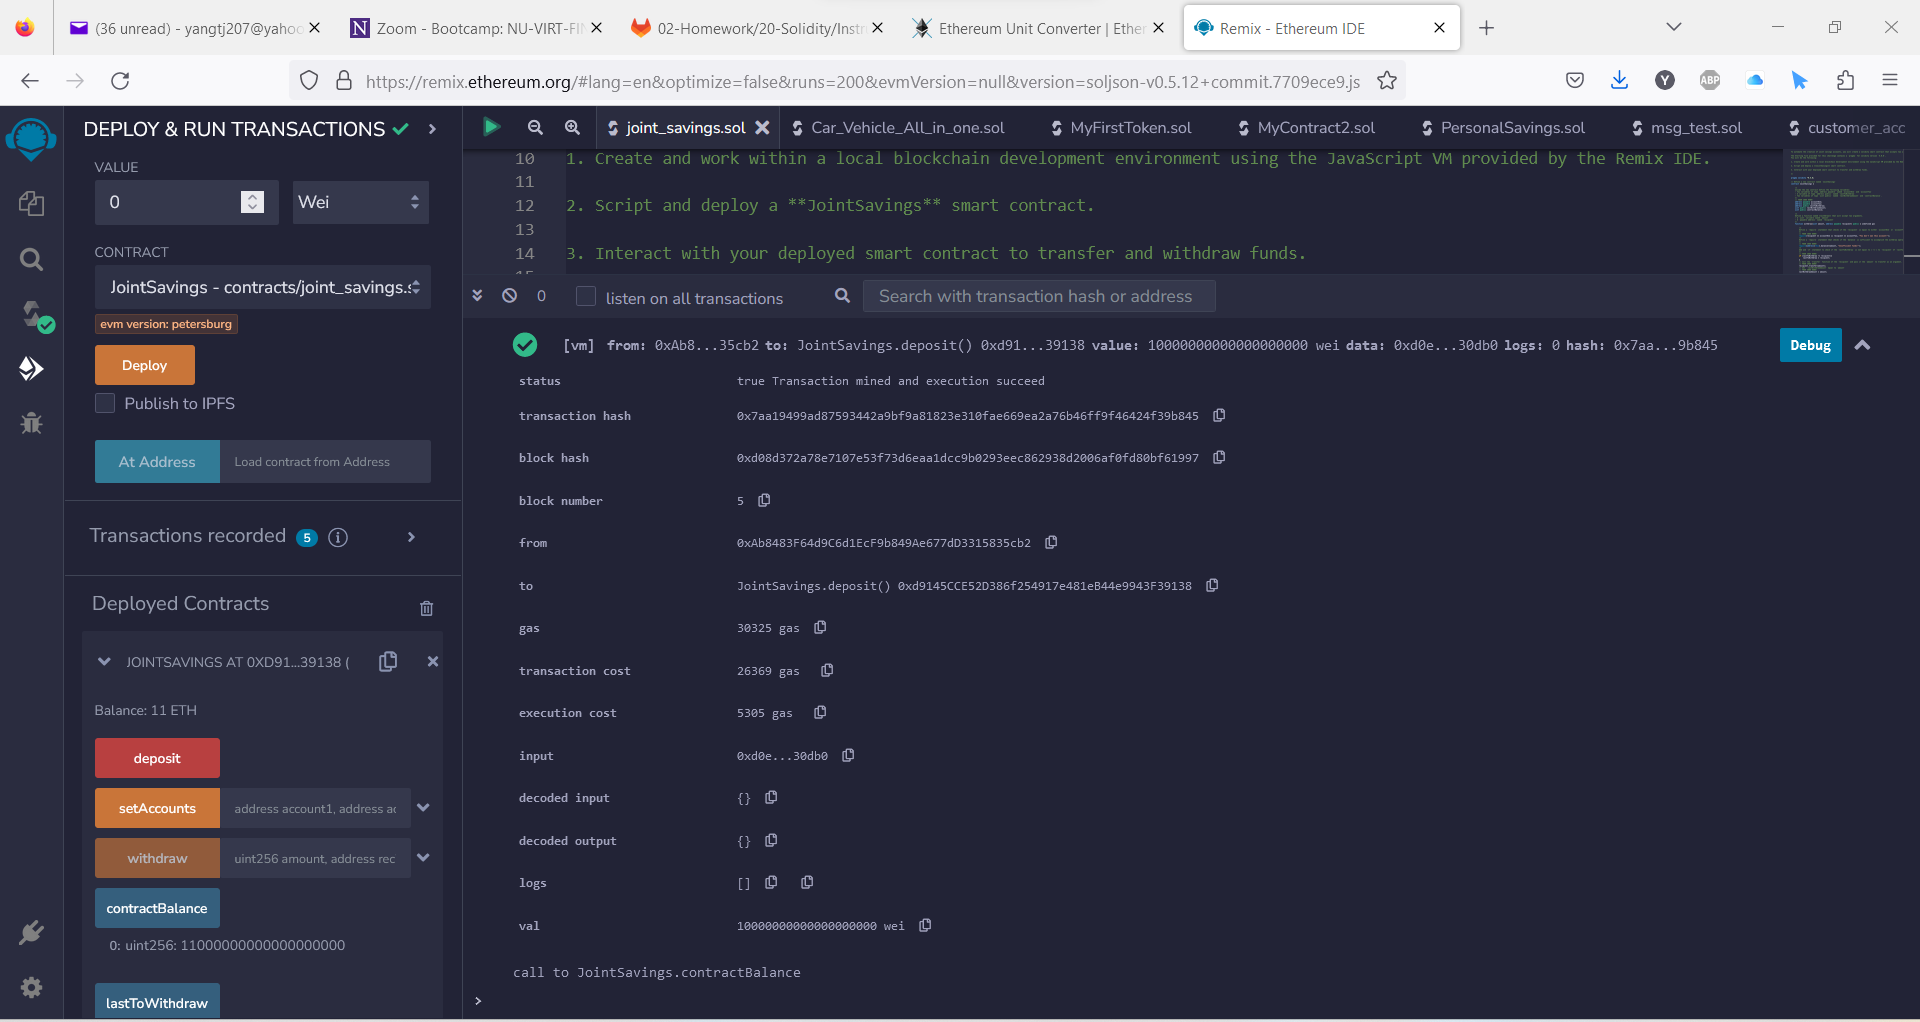 (36 unread) - yangtj207@yahoo
Zoom - Bootcamp: NU-VIRT-FIN
02-Homework/20-Solidity/Instru
Ethereum Unit Converter | Ether
Remix - Ethereum IDE
https://remix.ethereum.org/#lang=en&optimize=false&runs=200&evmVersion=null&version=soljson-v0.5.12+commit.7709ece9.js
Y
ABP
DEPLOY & RUN TRANSACTIONS
VALUE
0
Wei
CONTRACT
JointSavings - contracts/joint_savings.s
evm version: petersburg
Deploy
Publish to IPFS
At Address
Load contract from Address
Transactions recorded 5 i
Deployed Contracts
JOINTSAVINGS AT 0XD91...39138 (
Balance: 11 ETH
deposit
setAccounts
address account1, address ac
withdraw
uint256 amount, address rec
contractBalance
0: uint256: 11000000000000000000
lastToWithdraw
joint_savings.sol
Car_Vehicle_All_in_one.sol
MyFirstToken.sol
MyContract2.sol
PersonalSavings.sol
msg_test.sol
customer_acc
10 1. Create and work within a local blockchain development environment using the JavaScript VM provided by the Remix IDE.
11
12 2. Script and deploy a **JointSavings** smart contract.
13
14 3. Interact with your deployed smart contract to transfer and withdraw funds.
0
listen on all transactions
Search with transaction hash or address
[vm] from: 0xAb8...35cb2 to: JointSavings.deposit() 0xd91...39138 value: 10000000000000000000 wei data: 0xd0e...30db0 logs: 0 hash: 0x7aa...9b845
Debug
status true Transaction mined and execution succeed
transaction hash 0x7aa19499ad87593442a9bf9a81823e310fae669ea2a76b46ff9f46424f39b845
block hash 0xd08d372a78e7107e53f73d6eaa1dcc9b0293eec862938d2006af0fd80bf61997
block number 5
from 0xAb8483F64d9C6d1EcF9b849Ae677dD3315835cb2
to JointSavings.deposit() 0xd9145CCE52D386f254917e481eB44e9943F39138
gas 30325 gas
transaction cost 26369 gas
execution cost 5305 gas
input 0xd0e...30db0
decoded input {}
decoded output {}
logs []
val 10000000000000000000 wei
call to JointSavings.contractBalance
>